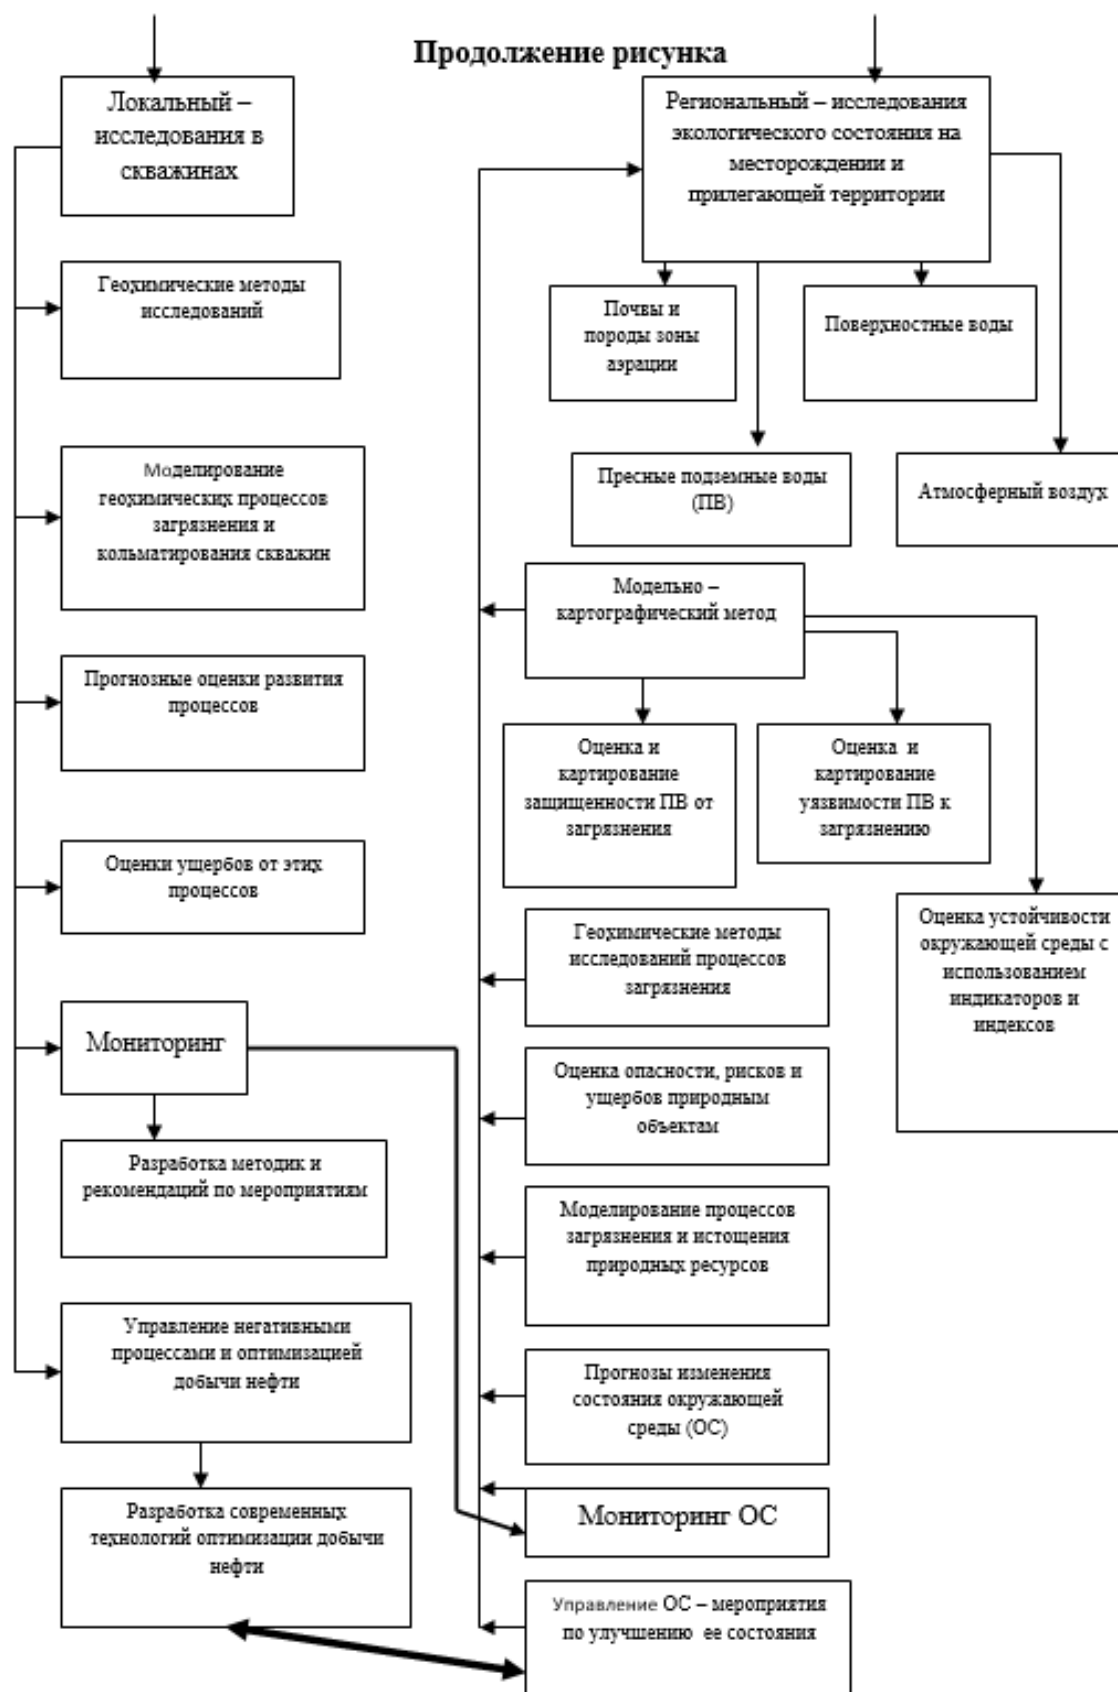 Продолжение рисунка
Локальный –
исследования в
скважинах
Геохимические методы
исследований
Моделирование
геохимических процессов
загрязнения и
кольматирования скважин
Прогнозные оценки развития
процессов
Оценки ущербов от этих
процессов
Мониторинг
Разработка методик и
рекомендаций по мероприятиям
Управление негативными
процессами и оптимизацией
добычи нефти
Разработка современных
технологий оптимизации добычи
нефти
Региональный – исследования
экологического состояния на
месторождении и
прилегающей территории
Почвы и
породы зоны
аэрации
Поверхностные воды
Пресные подземные воды
(ПВ)
Атмосферный воздух
Модельно –
картографический метод
Оценка и
картирование
защищенности ПВ от
загрязнения
Оценка и
картирование
уязвимости ПВ к
загрязнению
Оценка устойчивости
окружающей среды с
использованием
индикаторов и
индексов
Геохимические методы
исследований процессов
загрязнения
Оценка опасности, рисков и
ущербов природным
объектам
Моделирование процессов
загрязнения и истощения
природных ресурсов
Прогнозы изменения
состояния окружающей
среды (ОС)
Мониторинг ОС
Управление ОС – мероприятия
по улучшению ее состояния